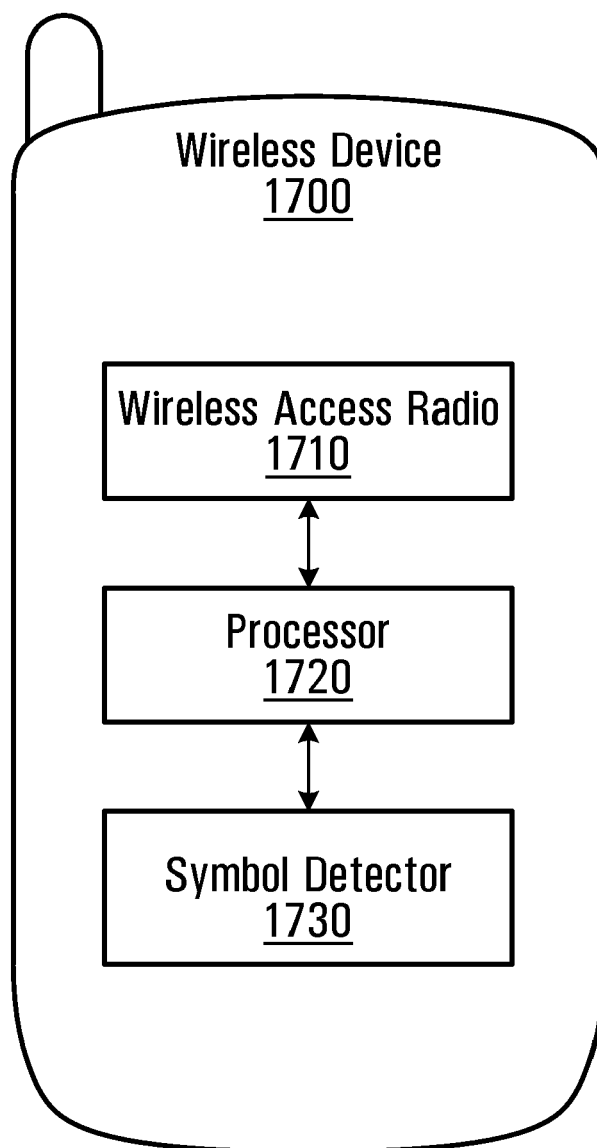 Wireless Device
1700
Wireless Access Radio
1710
Processor
1720
Symbol Detector
1730